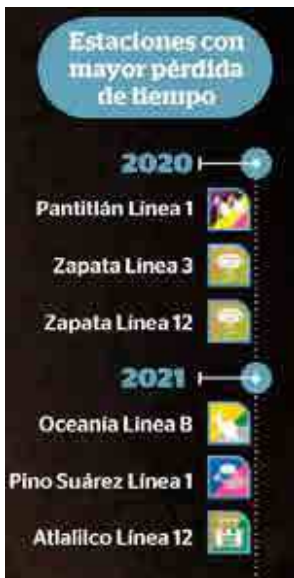 Estaciones con
mayor pérdida
de tiempo
2020
Pantitlán Línea 1
Zapata Línea 3
Zapata Línea 12
2021
Oceanía Línea B
Pino Suárez Línea 1
Atlalilco Línea 12